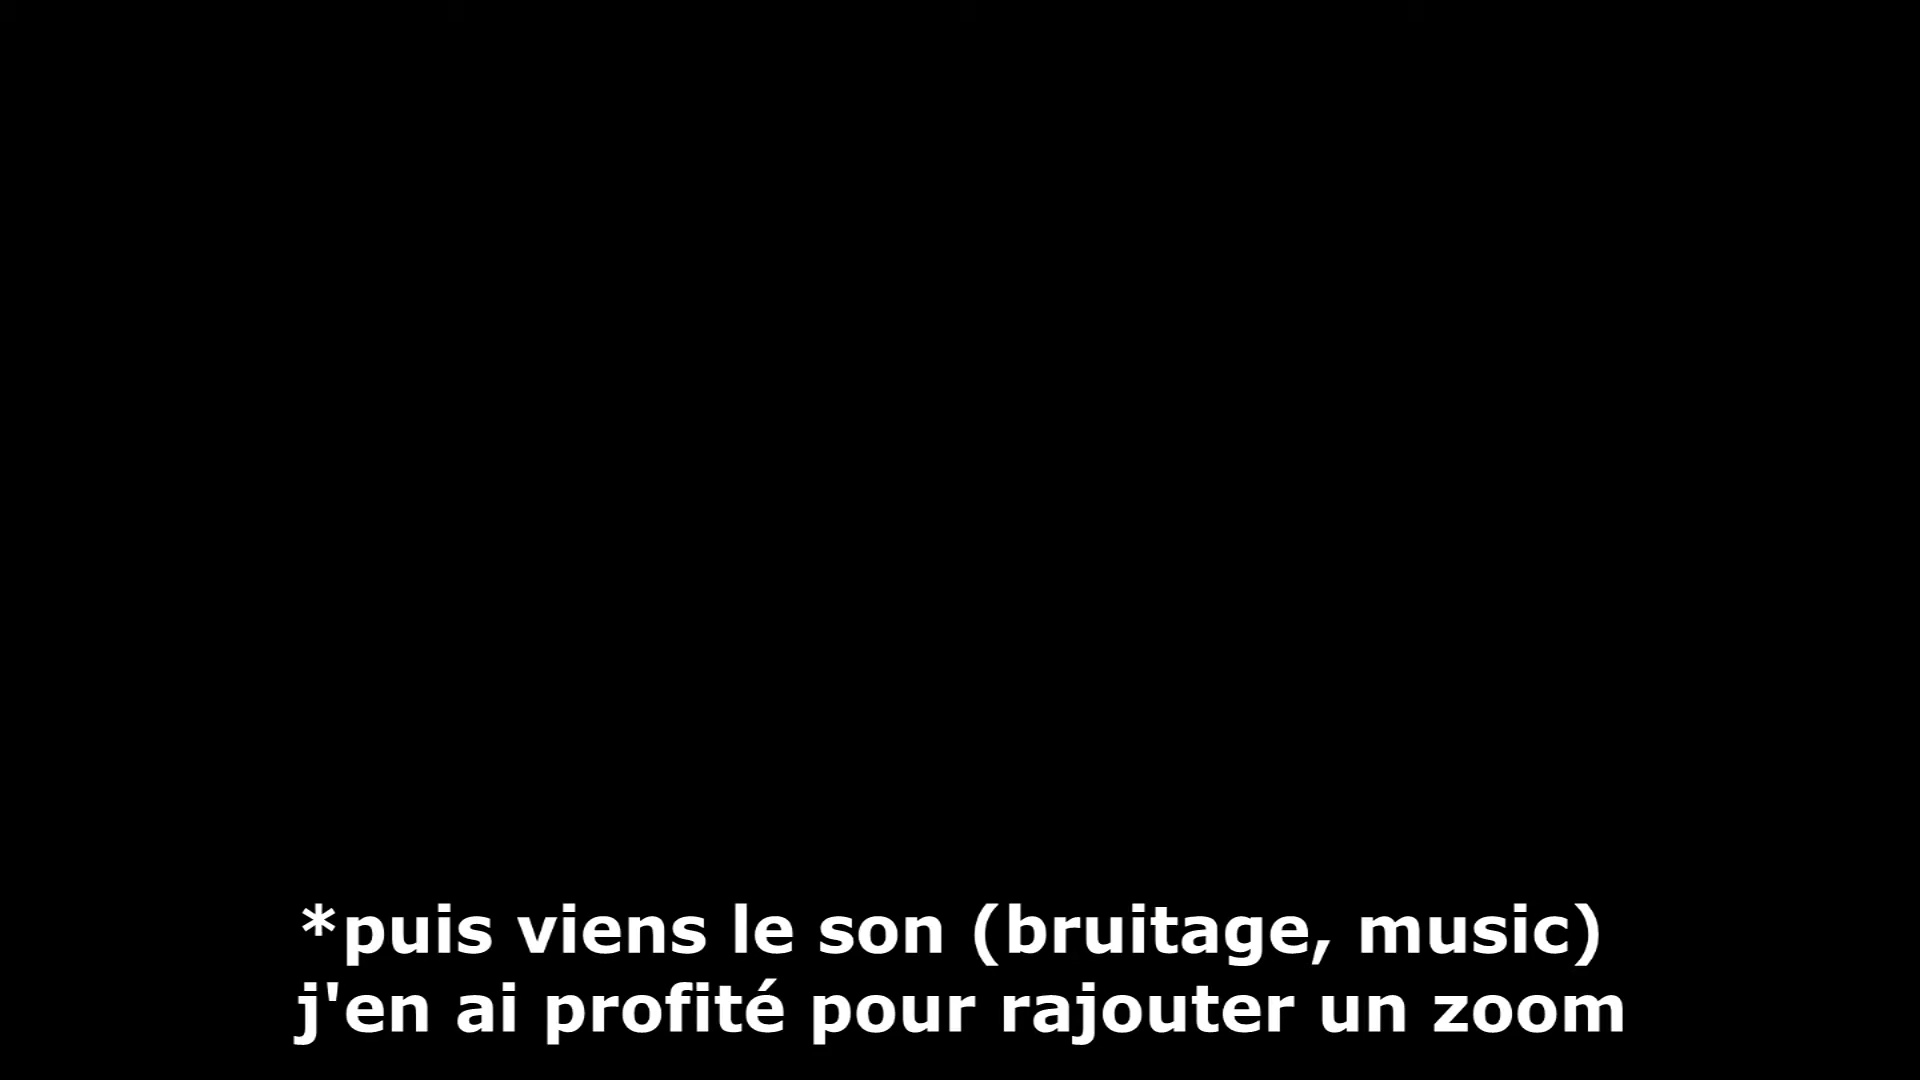 *puis viens le son (bruitage, music)
j'en ai profité pour rajouter un zoom